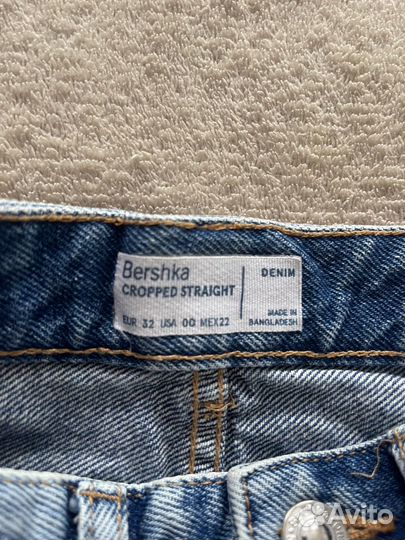 Bershka
CROPPED STRAIGHT
EUR 32 USA 00 MEX22
DENIM
MADE IN
BANGLADESH
Avito